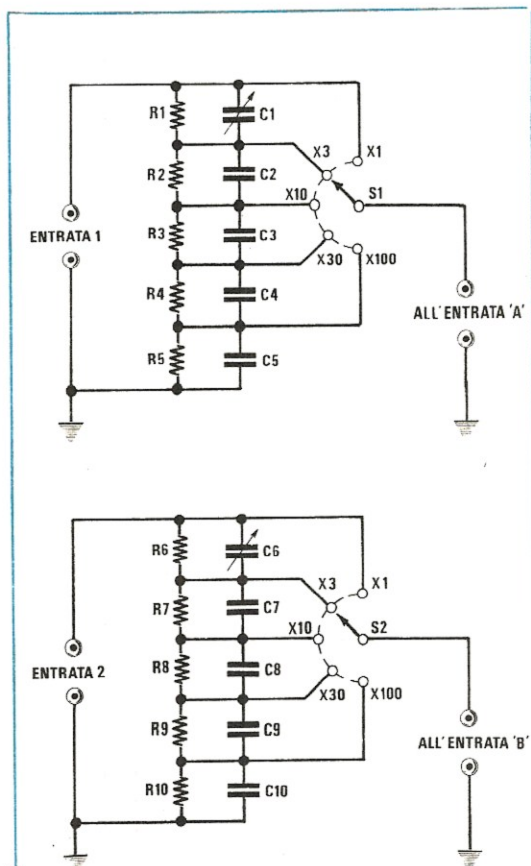 R1
C1
X1
X3
R2
C2
X10
S1
ENTRATA 1
R3
C3
X30
X100
R4
C4
ALL'ENTRATA 'A'
R5
C5
R6
C6
X1
X3
R7
C7
X10
S2
ENTRATA 2
R8
C8
X30
X100
R9
C9
ALL'ENTRATA 'B'
R10
C10